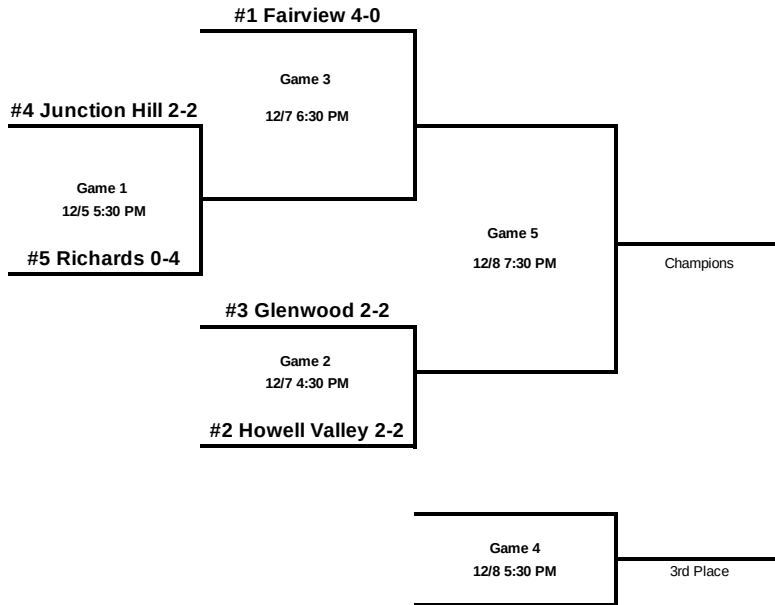 #1 Fairview 4-0
Game 3
12/7 6:30 PM
#4 Junction Hill 2-2
Game 1
12/5 5:30 PM
#5 Richards 0-4
Game 5
12/8 7:30 PM
Champions
#3 Glenwood 2-2
Game 2
12/7 4:30 PM
#2 Howell Valley 2-2
Game 4
12/8 5:30 PM
3rd Place